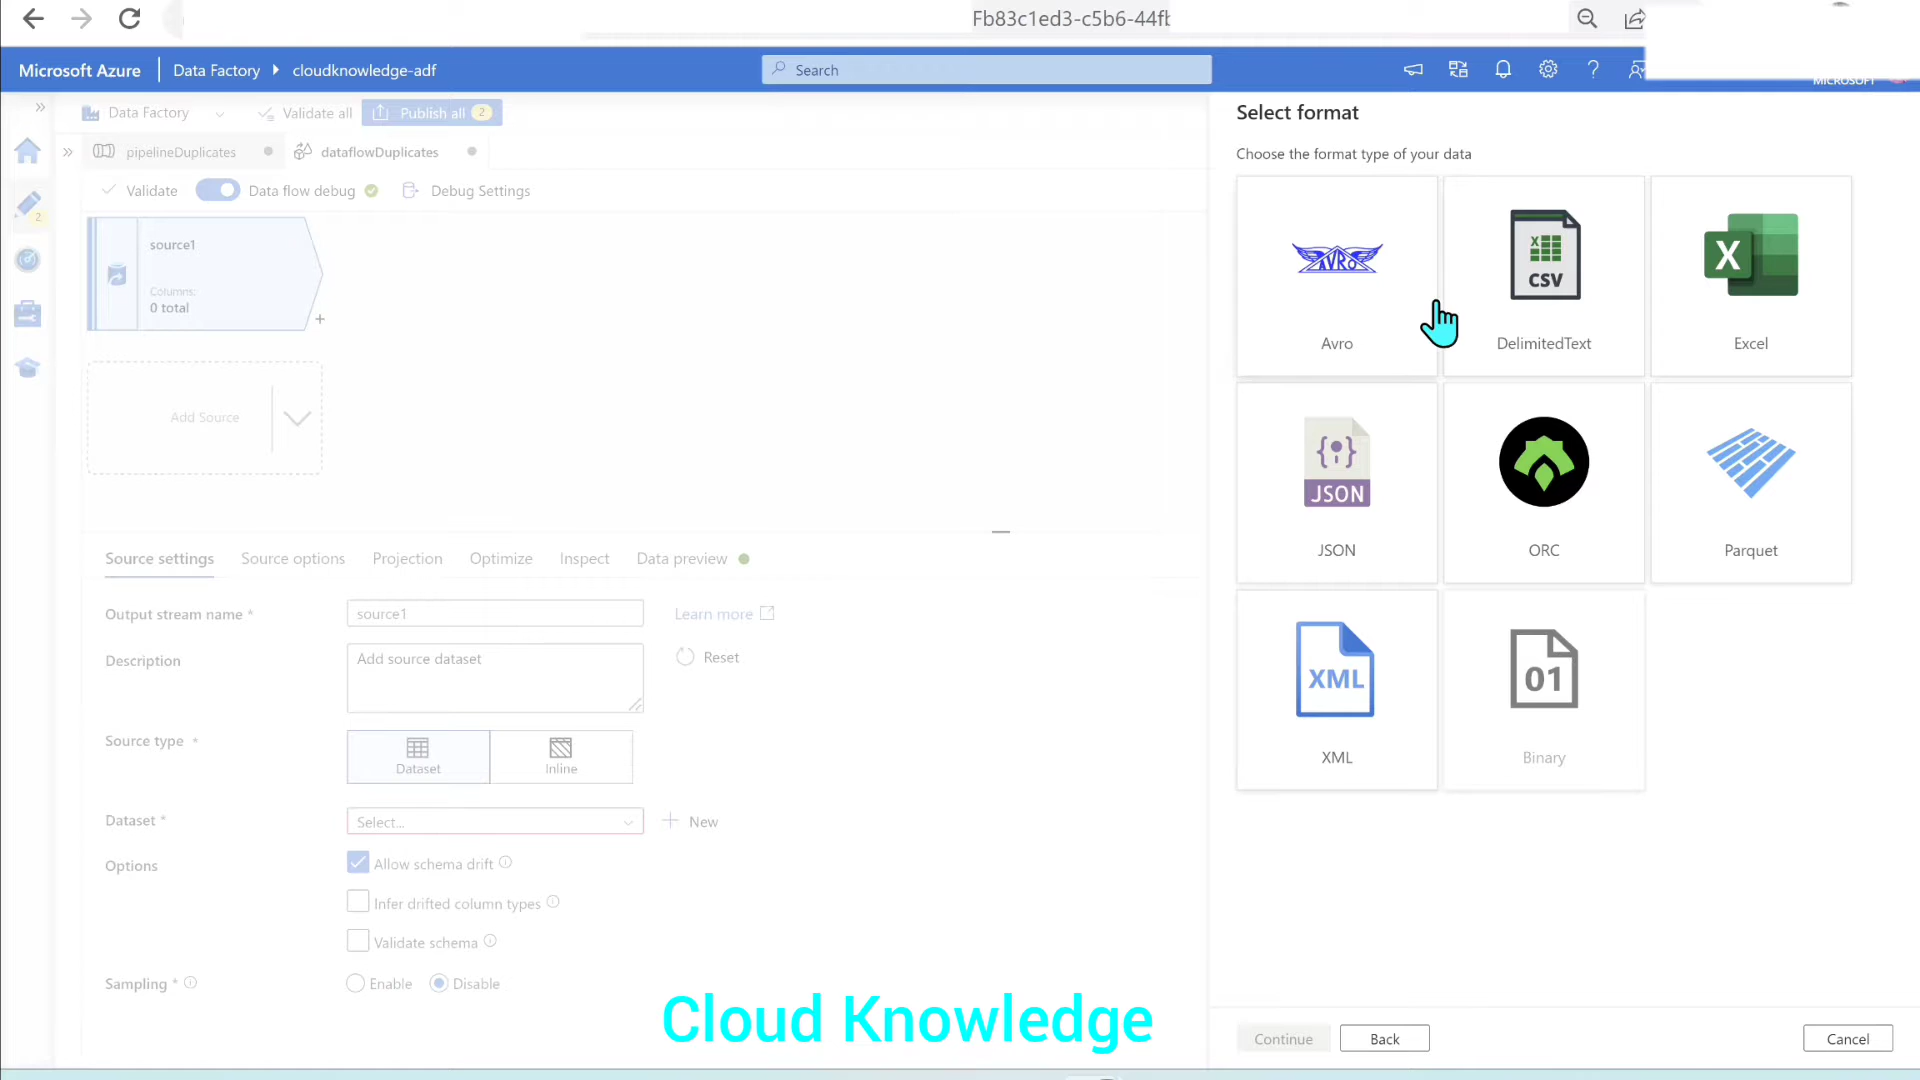 Fb83c1ed3-c5b6-44fb
Microsoft Azure
Data Factory
cloudknowledge-adf
Search
MICROSOFT
Data Factory
Validate all
Publish all
2
pipelineDuplicates
dataflowDuplicates
Validate
Data flow debug
Debug Settings
2
source1
Columns:
0 total
+
Add Source
Source settings
Source options
Projection
Optimize
Inspect
Data preview
Output stream name *
source1
Learn more
Description
Add source dataset
Reset
Source type *
Dataset
Inline
Dataset *
Select...
New
Options
Allow schema drift
Infer drifted column types
Validate schema
Sampling *
Enable
Disable
Select format
Choose the format type of your data
AVRO
Avro
X
CSV
DelimitedText
X
Excel
JSON
JSON
ORC
Parquet
XML
XML
01
Binary
Continue
Back
Cancel
Cloud Knowledge